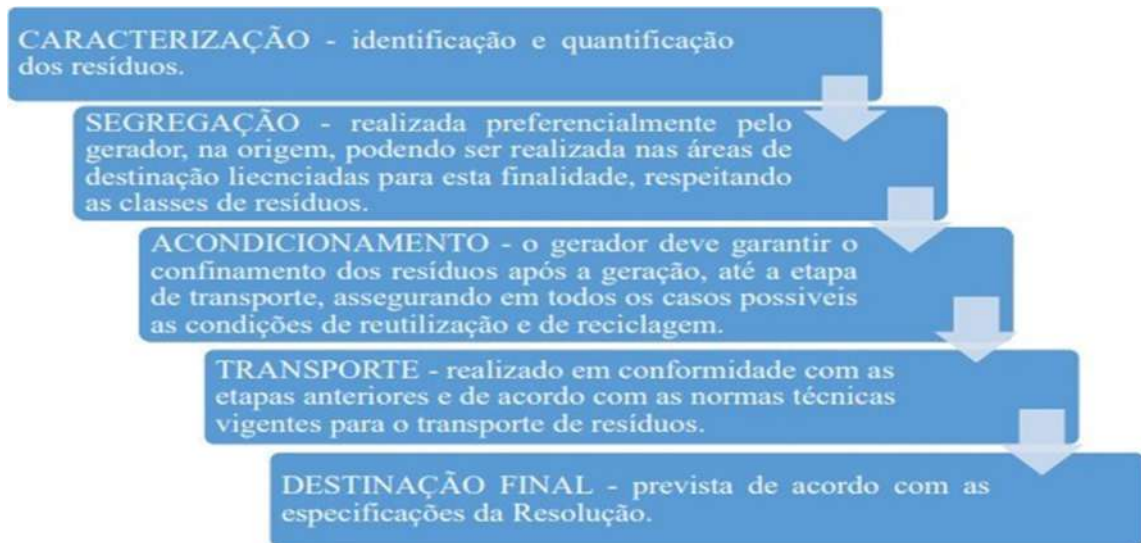 CARACTERIZAÇÃO - identificação e quantificação
dos resíduos.
SEGREGAÇÃO - realizada preferencialmente pelo
gerador, na origem, podendo ser realizada nas áreas de
destinação liecnciadas para esta finalidade, respeitando
as classes de resíduos.
ACONDICIONAMENTO - o gerador deve garantir o
confinamento dos resíduos após a geração, até a etapa
de transporte, assegurando em todos os casos possiveis
as condições de reutilização e de reciclagem.
TRANSPORTE - realizado em conformidade com as
etapas anteriores e de acordo com as normas técnicas
vigentes para o transporte de resíduos.
DESTINAÇÃO FINAL - prevista de acordo com as
especificações da Resolução.